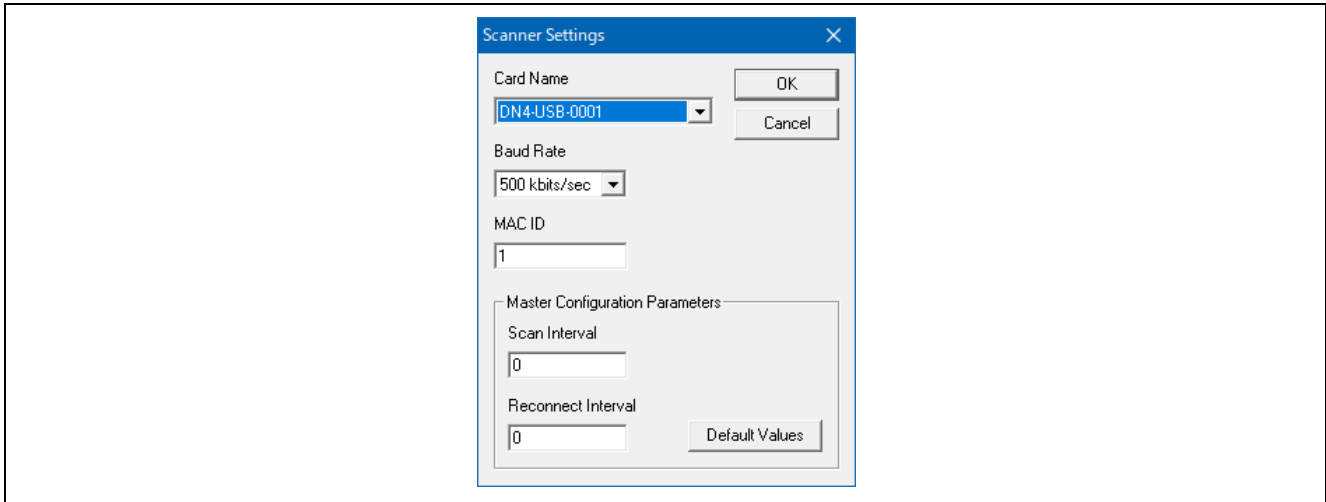 Scanner Settings
Card Name
OK
DN4-USB-0001
Cancel
Baud Rate
500 kbits/sec
MAC ID
1
Master Configuration Parameters
Scan Interval
0
Reconnect Interval
0
Default Values